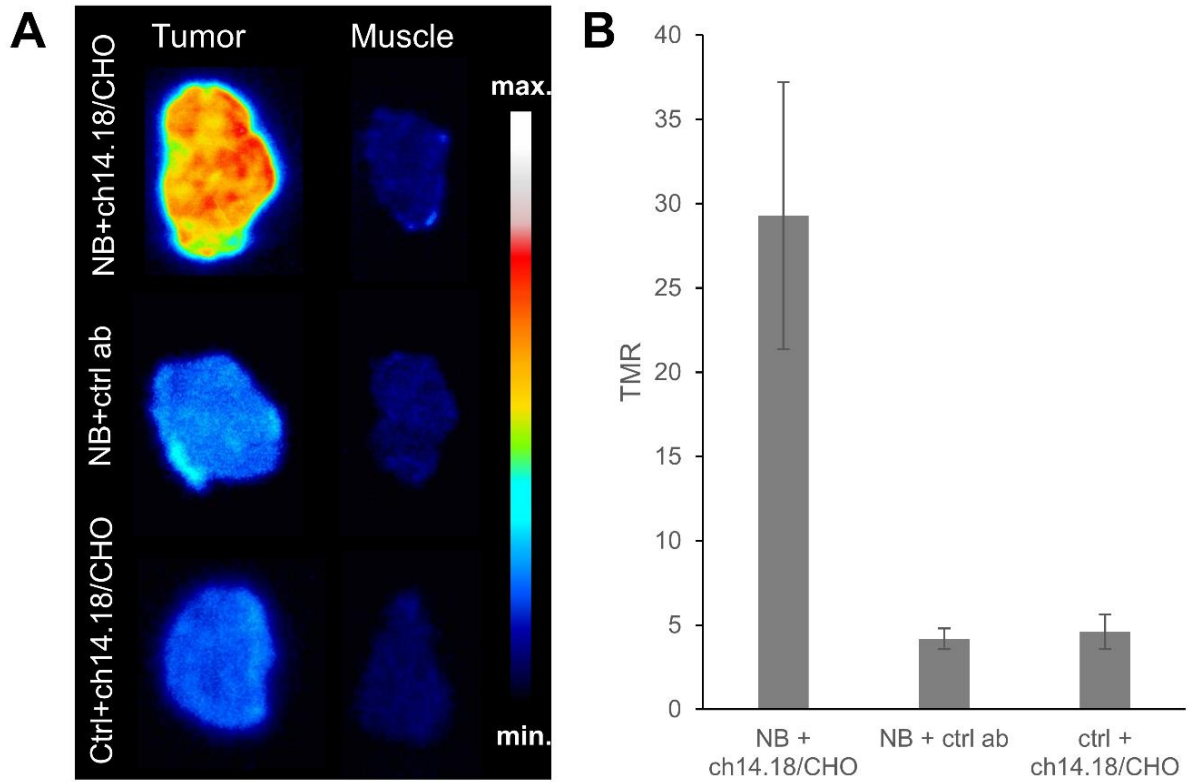 A
Tumor
Muscle
NB+ch14.18/CHO
NB+ctrl ab
Ctrl+ch14.18/CHO
max.
min.
B
TMR
40
35
30
25
20
15
10
5
0
NB +
ch14.18/CHO
NB + ctrl ab
ctrl +
ch14.18/CHO